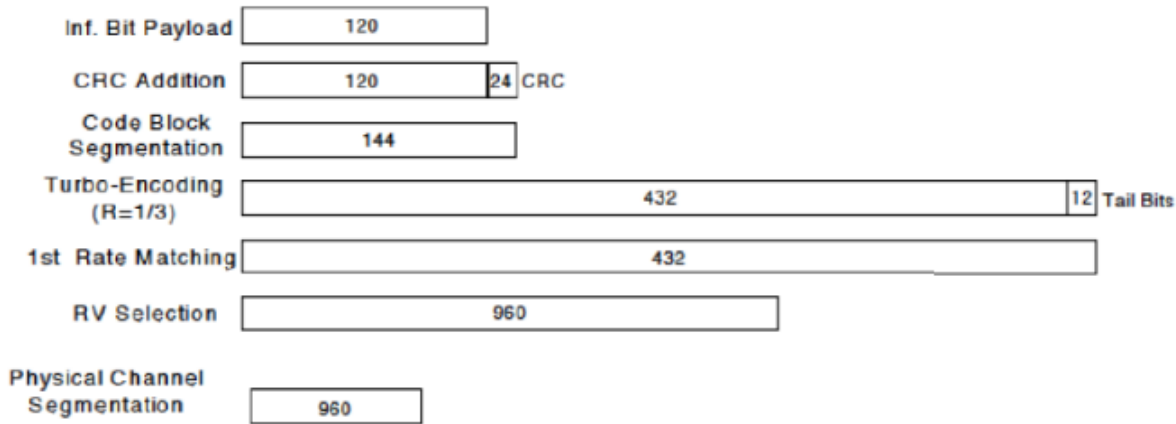 Inf. Bit Payload 120
CRC Addition 120 24 CRC
Code Block
Segmentation 144
Turbo-Encoding
(R=1/3) 432 12 Tail Bits
1st Rate Matching 432
RV Selection 960
Physical Channel
Segmentation 960